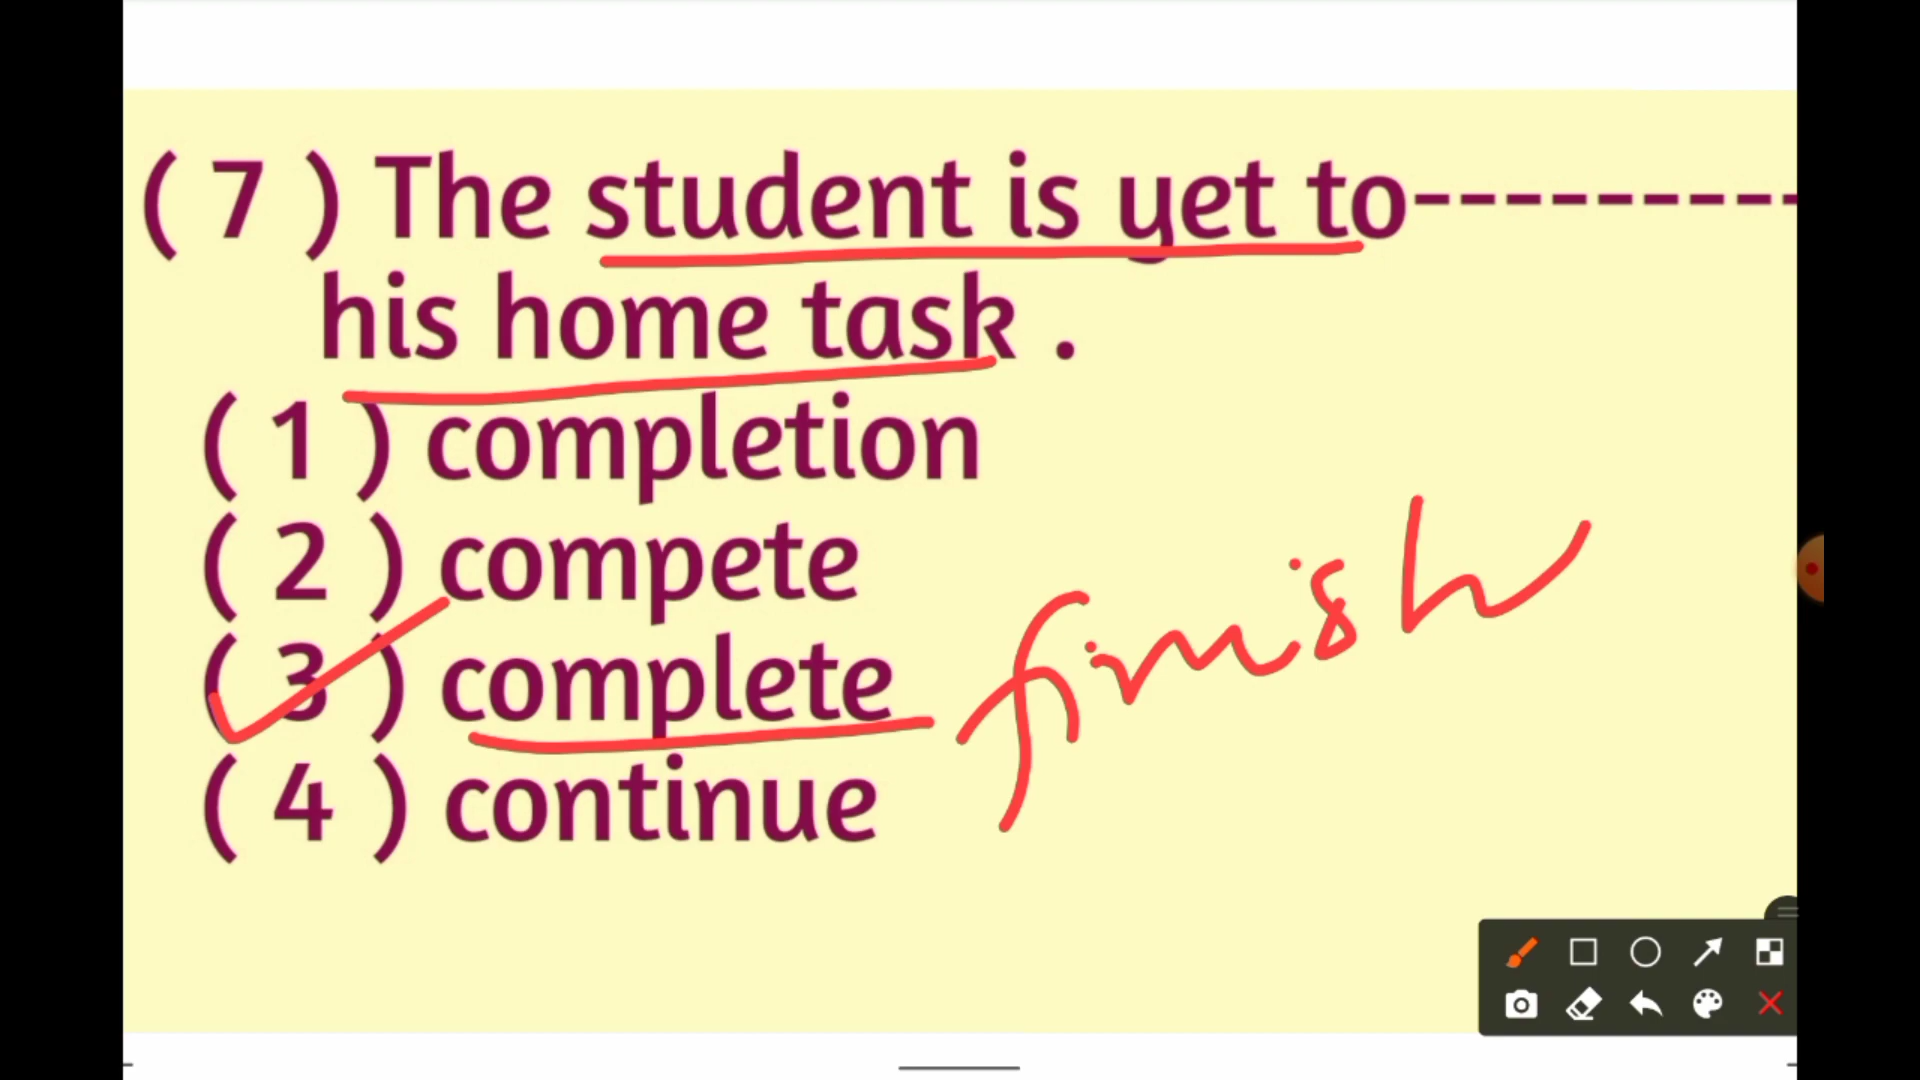 ( 7 ) The student is yet to---------
his home task .
( 1 ) completion
( 2 ) compete
( 3 ) complete
finish
( 4 ) continue